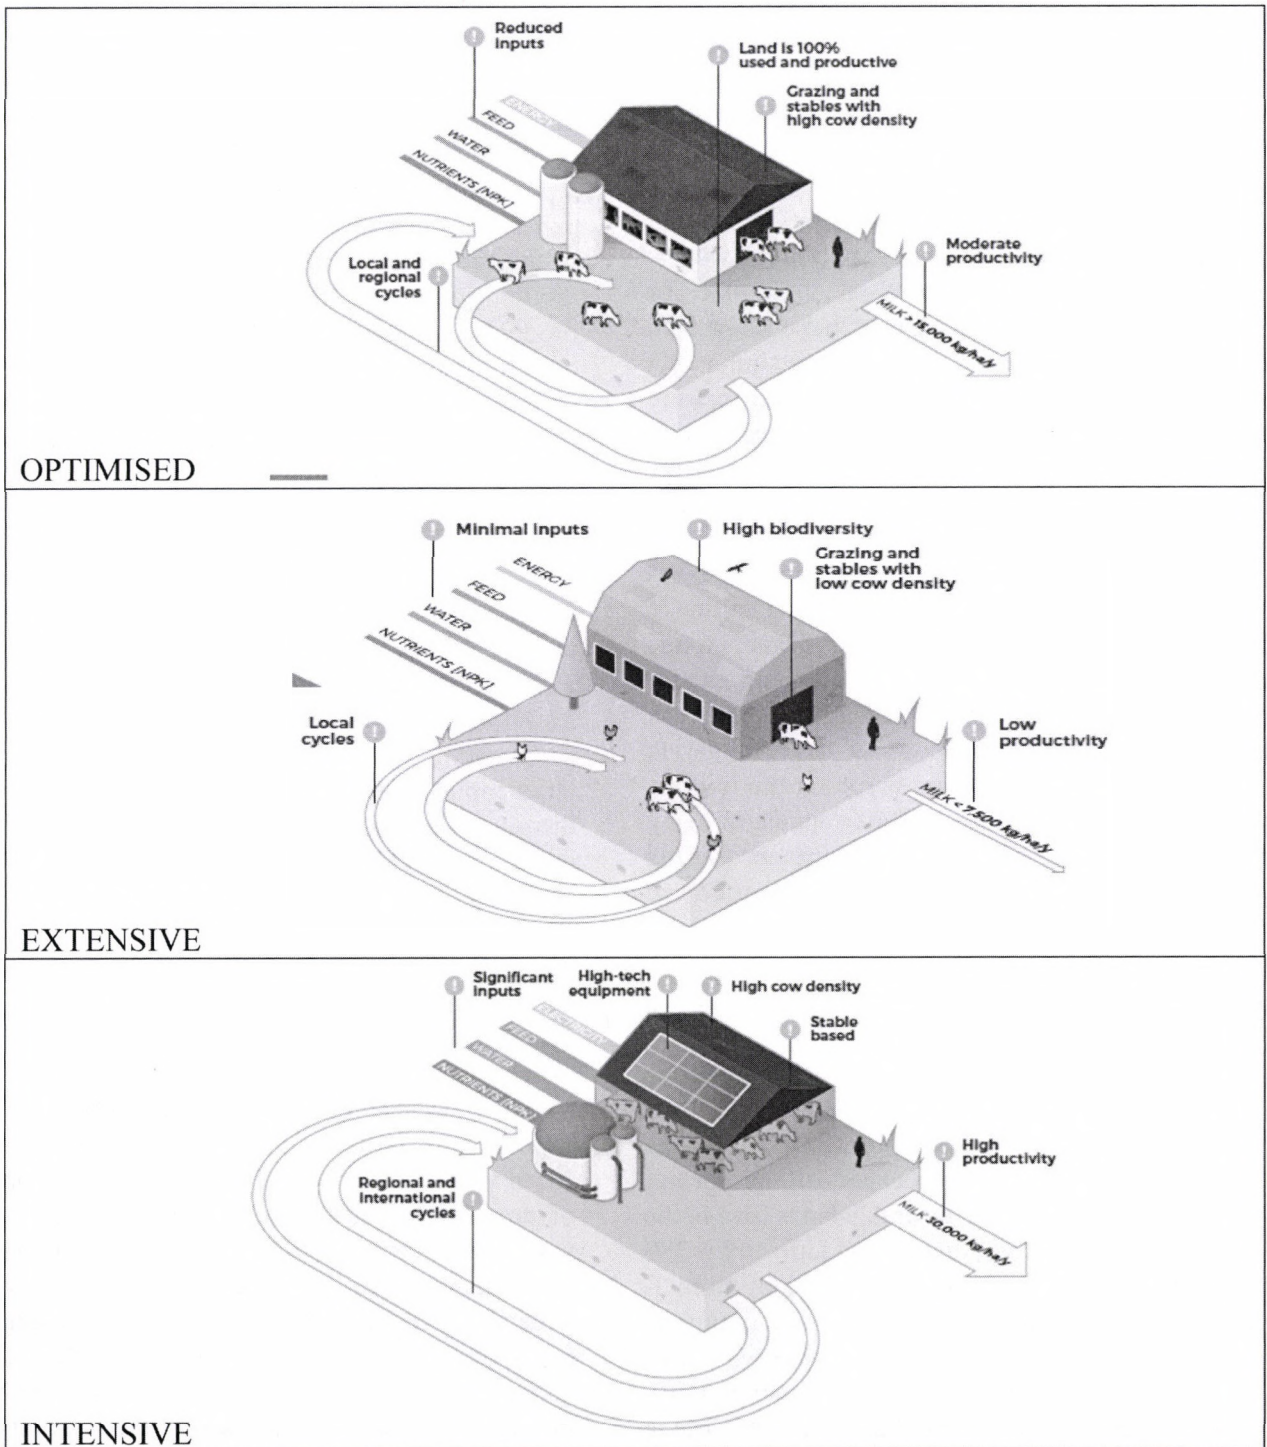 Reduced
inputs
Land is 100%
used and productive
Grazing and
stables with
high cow density
ENERGY
FEED
WATER
NUTRIENTS [NPK]
Local and
regional
cycles
Moderate
productivity
MILK > 15,000 kg/ha/y
OPTIMISED
Minimal inputs
High biodiversity
Grazing and
stables with
low cow density
ENERGY
FEED
WATER
NUTRIENTS [NPK]
Local
cycles
Low
productivity
MILK < 7,500 kg/ha/y
EXTENSIVE
Significant
inputs
High-tech
equipment
High cow density
Stable
based
ELECTRICITY
FEED
WATER
NUTRIENTS [NPK]
Regional and
international
cycles
High
productivity
MILK 30,000 kg/ha/y
INTENSIVE